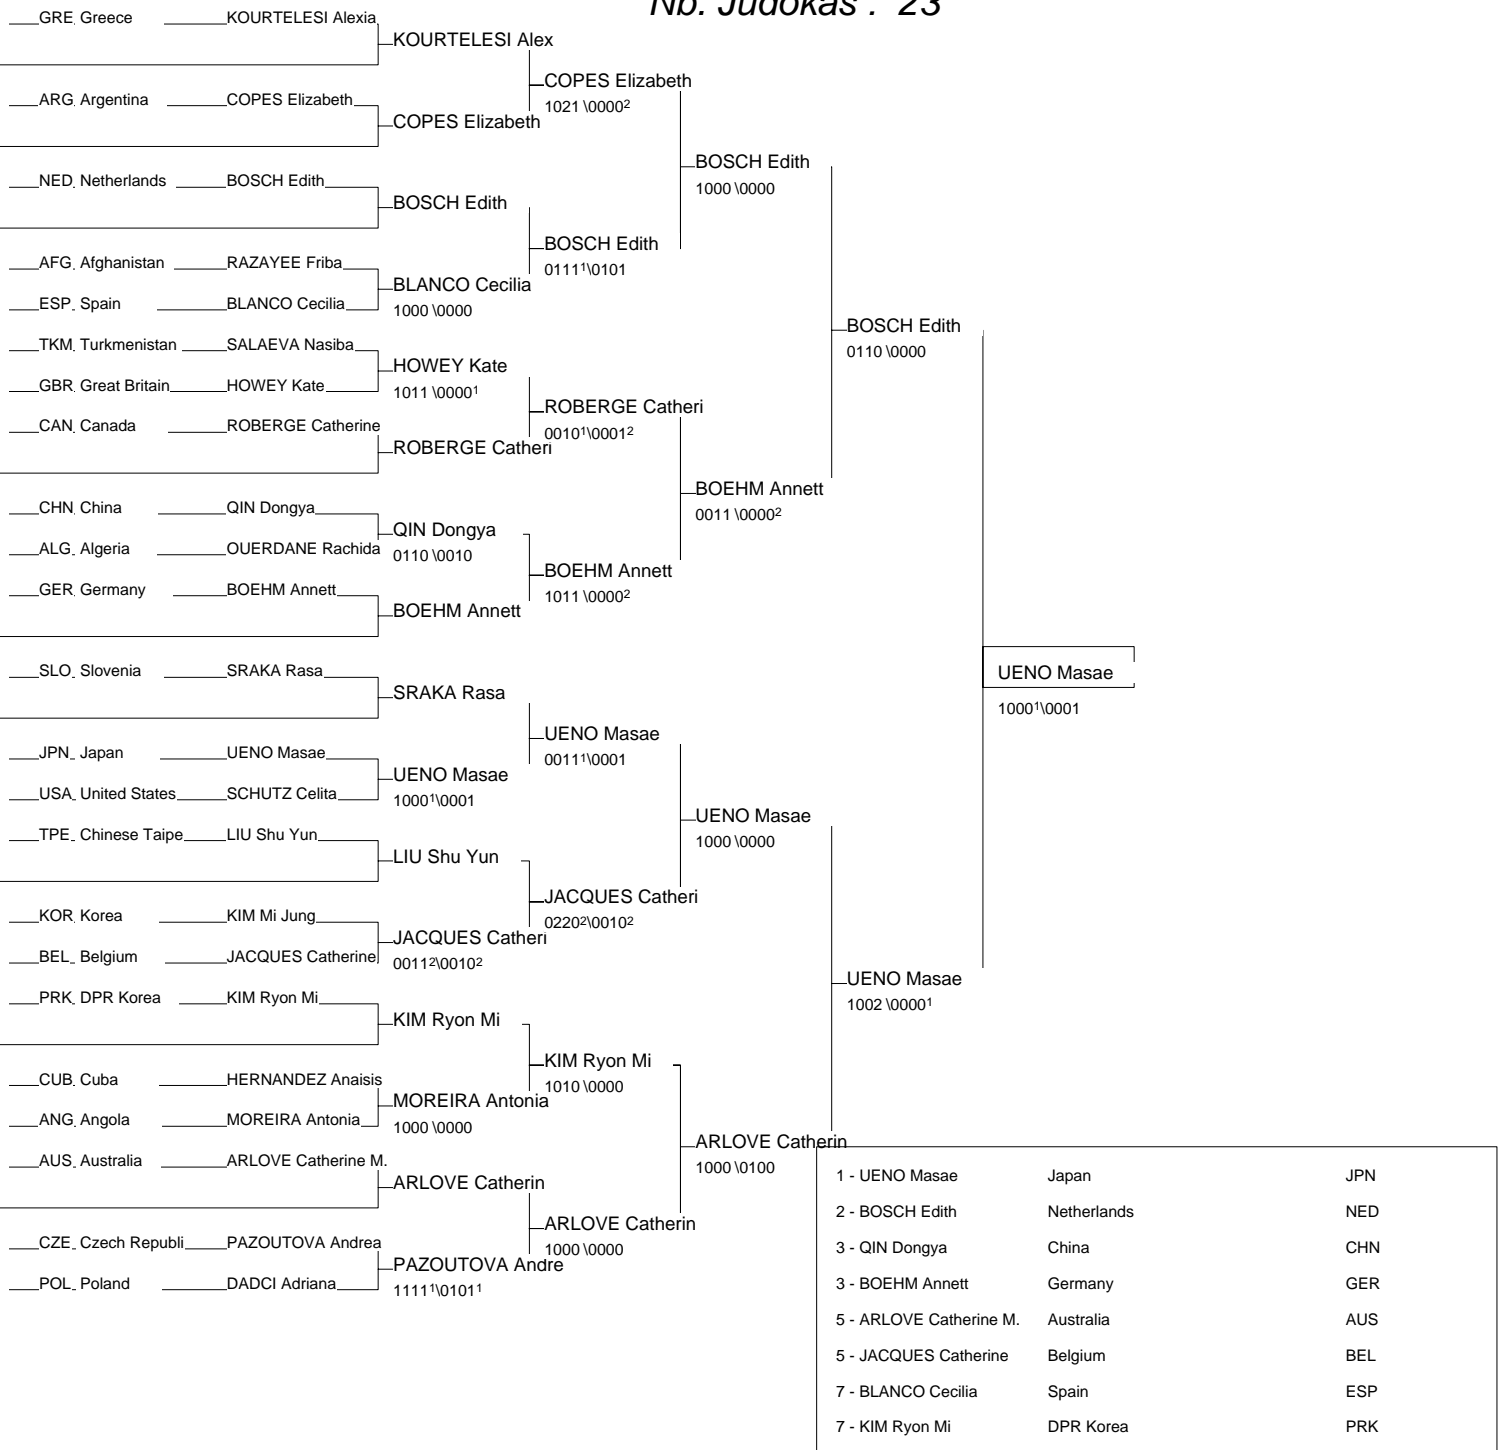 Nb. Judokas : 23
GRE Greece KOURTELESI Alexia
KOURTELESI Alex
COPES Elizabeth
1021 \0000²
ARG Argentina COPES Elizabeth
COPES Elizabeth
BOSCH Edith
1000 \0000
NED Netherlands BOSCH Edith
BOSCH Edith
BOSCH Edith
0111¹\0101
AFG Afghanistan RAZAYEE Friba
BLANCO Cecilia
1000 \0000
ESP Spain BLANCO Cecilia
BOSCH Edith
0110 \0000
TKM Turkmenistan SALAEVA Nasiba
HOWEY Kate
1011 \0000¹
GBR Great Britain HOWEY Kate
ROBERGE Catheri
0010¹\0001²
CAN Canada ROBERGE Catherine
ROBERGE Catheri
BOEHM Annett
0011 \0000²
CHN China QIN Dongya
QIN Dongya
0110 \0010
ALG Algeria OUERDANE Rachida
BOEHM Annett
1011 \0000²
GER Germany BOEHM Annett
BOEHM Annett
SLO Slovenia SRAKA Rasa
UENO Masae
1000¹\0001
SRAKA Rasa
UENO Masae
0011¹\0001
JPN Japan UENO Masae
UENO Masae
1000¹\0001
USA United States SCHUTZ Celita
UENO Masae
1000 \0000
TPE Chinese Taipe LIU Shu Yun
LIU Shu Yun
JACQUES Catheri
0220²\0010²
KOR Korea KIM Mi Jung
JACQUES Catheri
0011²\0010²
BEL Belgium JACQUES Catherine
UENO Masae
1002 \0000¹
PRK DPR Korea KIM Ryon Mi
KIM Ryon Mi
KIM Ryon Mi
1010 \0000
CUB Cuba HERNANDEZ Anaisis
MOREIRA Antonia
1000 \0000
ANG Angola MOREIRA Antonia
ARLOVE Catherin
1000 \0100
AUS Australia ARLOVE Catherine M.
ARLOVE Catherin
ARLOVE Catherin
1000 \0000
CZE Czech Republi PAZOUTOVA Andrea
PAZOUTOVA Andre
1111¹\0101¹
POL Poland DADCI Adriana
1 - UENO Masae Japan JPN
2 - BOSCH Edith Netherlands NED
3 - QIN Dongya China CHN
3 - BOEHM Annett Germany GER
5 - ARLOVE Catherine M. Australia AUS
5 - JACQUES Catherine Belgium BEL
7 - BLANCO Cecilia Spain ESP
7 - KIM Ryon Mi DPR Korea PRK